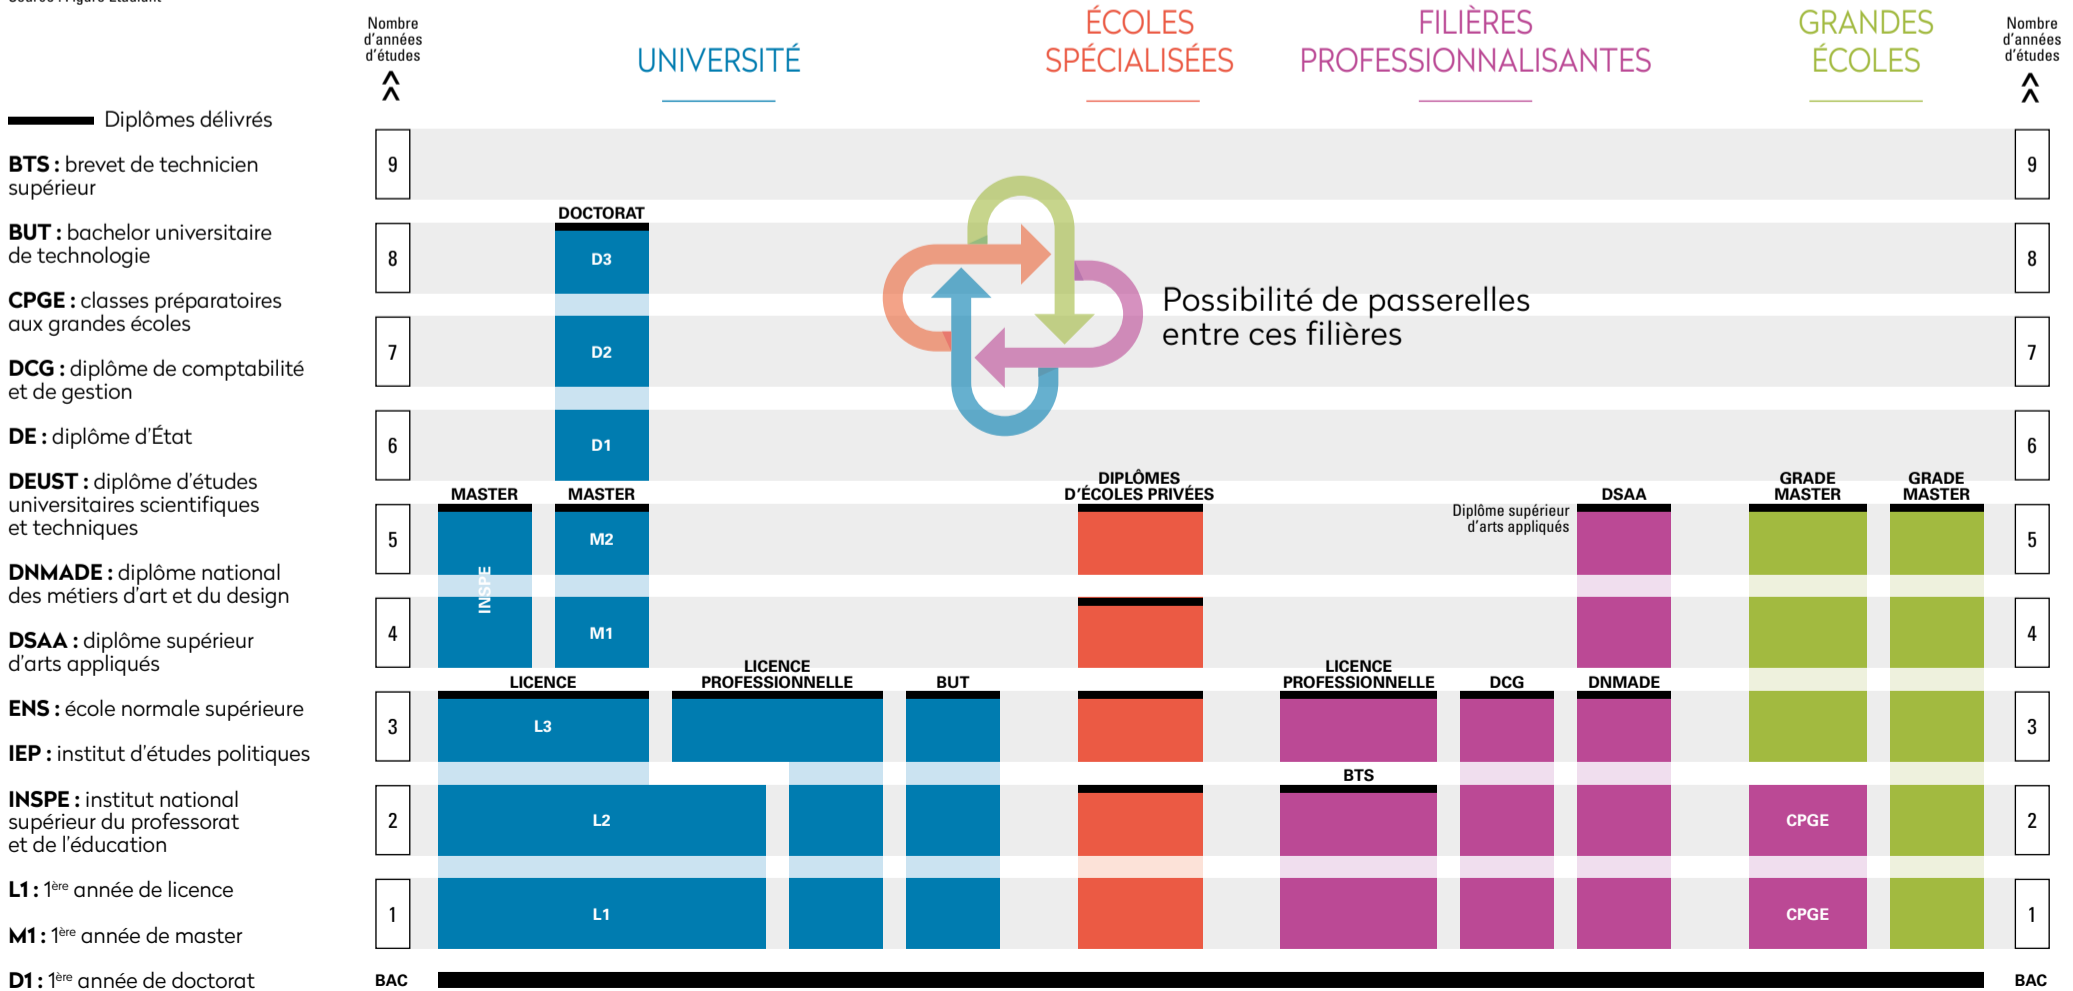 Nombre
d'années
d'études
UNIVERSITÉ
ÉCOLES
SPÉCIALISÉES
FILIÈRES
PROFESSIONNALISANTES
GRANDES
ÉCOLES
Nombre
d'années
d'études
Diplômes délivrés
BTS : brevet de technicien
supérieur
BUT : bachelor universitaire
de technologie
CPGE : classes préparatoires
aux grandes écoles
DCG : diplôme de comptabilité
et de gestion
DE : diplôme d'État
DEUST : diplôme d'études
universitaires scientifiques
et techniques
DNMADE : diplôme national
des métiers d'art et du design
DSAA : diplôme supérieur
d'arts appliqués
ENS : école normale supérieure
IEP : institut d'études politiques
INSPE : institut national
supérieur du professorat
et de l'éducation
L1 : 1ère année de licence
M1 : 1ère année de master
D1 : 1ère année de doctorat
9 9
DOCTORAT
8 D3 8
Possibilité de passerelles
entre ces filières
7 D2 7
6 D1 6
MASTER MASTER
DIPLÔMES
D'ÉCOLES PRIVÉES
DSAA
GRADE
MASTER
GRADE
MASTER
Diplôme supérieur
d'arts appliqués
5 M2 5
INSPE
4 M1 4
LICENCE
LICENCE
PROFESSIONNELLE
BUT
LICENCE
PROFESSIONNELLE
DCG
DNMADE
3 L3 3
BTS
2 L2 CPGE 2
1 L1 CPGE 1
BAC BAC